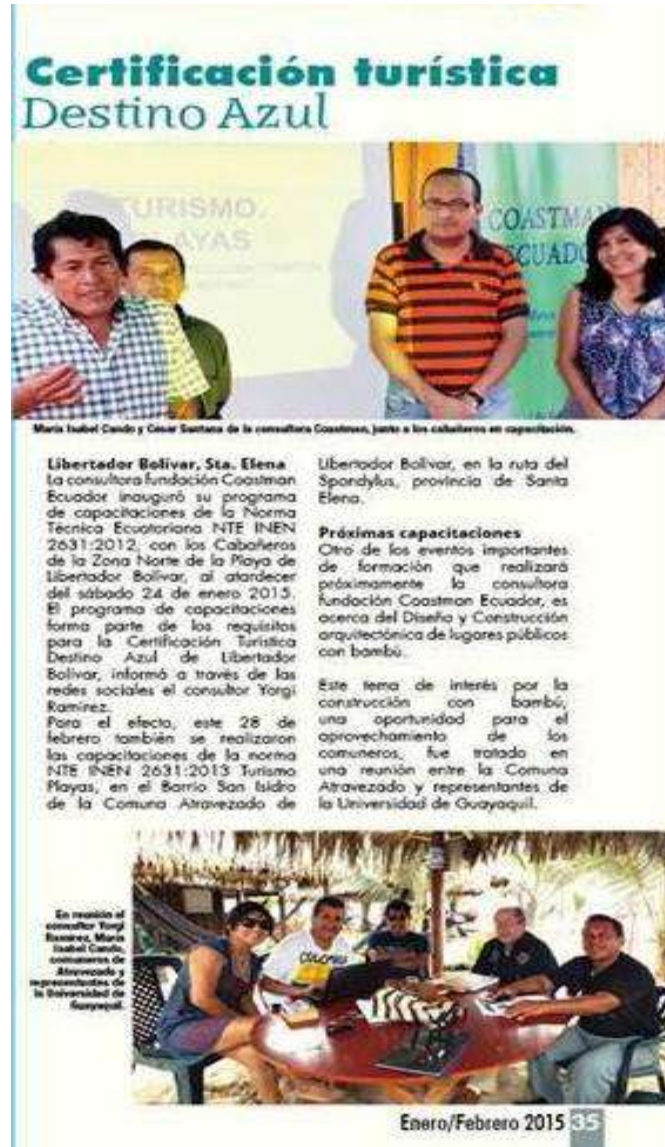 Certificación turística
Destino Azul
TURISMO.
PLAYAS
COASTMAN
ECUADOR
María Isabel Cando y César Santana de la consultora Coastman, junto a los cabañeros en capacitación.
Libertador Bolívar, Sta. Elena
La consultora fundación Coastman
Ecuador inauguró su programa
de capacitaciones de la Norma
Técnica Ecuatoriana NTE INEN
2631:2012, con los Cabañeros
de la Zona Norte de la Playa de
Libertador Bolívar, al atardecer
del sábado 24 de enero 2015.
El programa de capacitaciones
forma parte de los requisitos
para la Certificación Turística
Destino Azul de Libertador
Bolívar, informó a través de las
redes sociales el consultor Yorgi
Ramírez.
Para el efecto, este 28 de
febrero también se realizaron
las capacitaciones de la norma
NTE INEN 2631:2013 Turismo
Playas, en el Barrio San Isidro
de la Comuna Atravezado de
Libertador Bolívar, en la ruta del
Spondylus, provincia de Santa
Elena.
Próximas capacitaciones
Otro de los eventos importantes
de formación que realizará
próximamente la consultora
fundación Coastman Ecuador, es
acerca del Diseño y Construcción
arquitectónica de lugares públicos
con bambú.
Este tema de interés por la
construcción con bambú,
una oportunidad para el
aprovechamiento de los
comuneros, fue tratado en
una reunión entre la Comuna
Atravezado y representantes de
la Universidad de Guayaquil.
En reunión el
consultor Yorgi
Ramírez, María
Isabel Cando,
comuneros de
Atravezado y
representantes de
la Universidad de
Guayaquil.
COLOMBIA
Enero/Febrero 2015 35